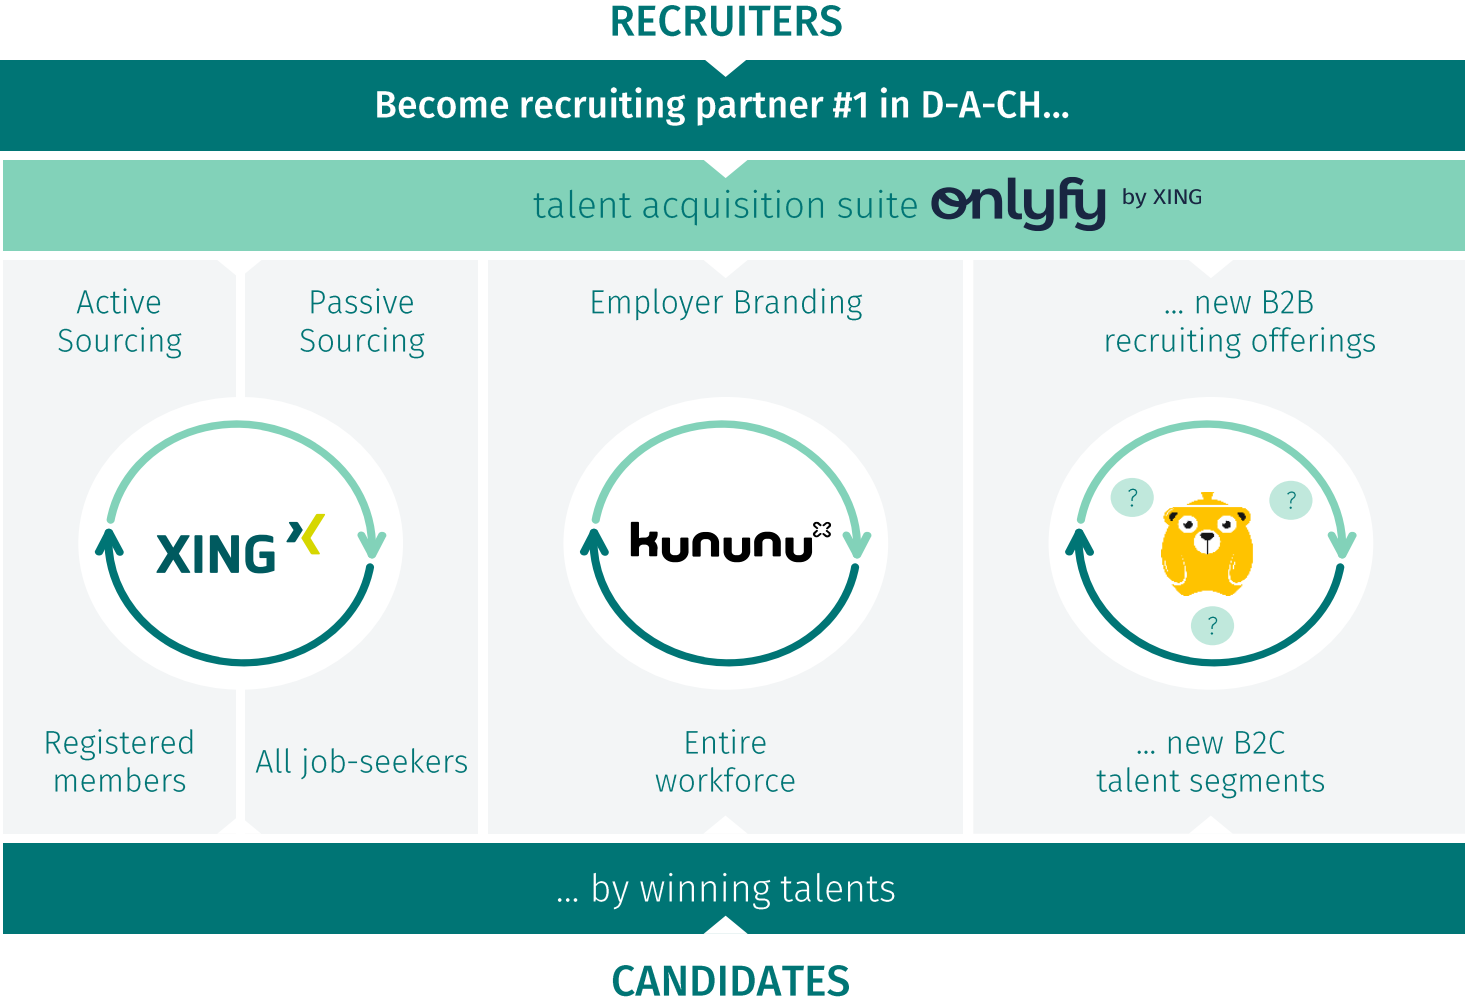 RECRUITERS
Become recruiting partner #1 in D-A-CH...
talent acquisition suite onlyfy by XING
Active
Sourcing
Passive
Sourcing
Employer Branding
... new B2B
recruiting offerings
XING
kununu
?
?
?
Registered
members
All job-seekers
Entire
workforce
... new B2C
talent segments
... by winning talents
CANDIDATES